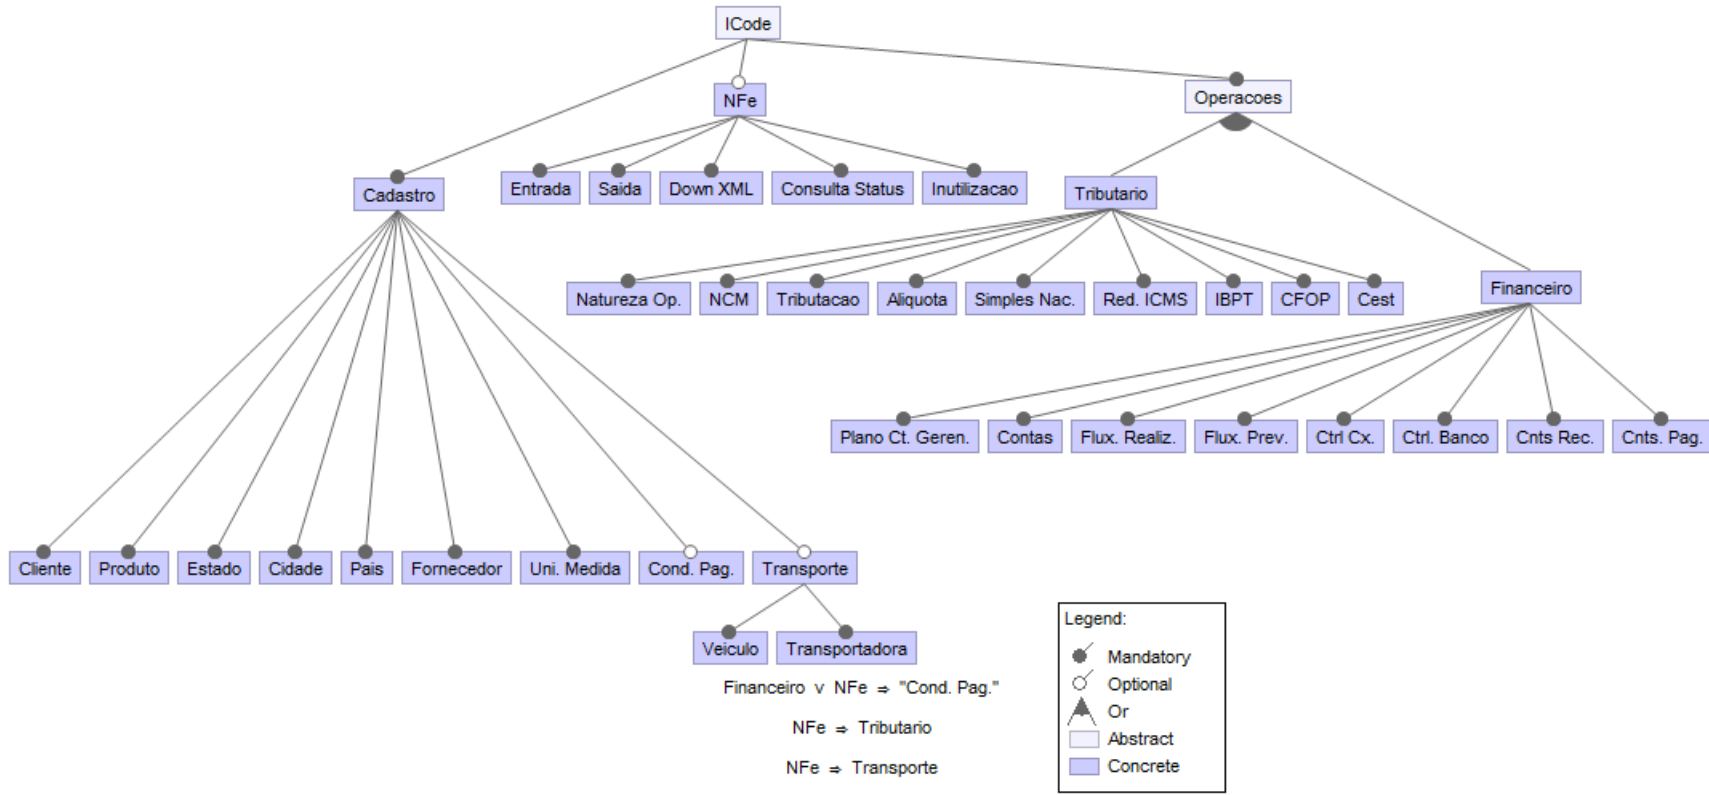 ICode
NFe
Operacoes
Cadastro
Entrada
Saida
Down XML
Consulta Status
Inutilizacao
Tributario
Natureza Op.
NCM
Tributacao
Aliquota
Simples Nac.
Red. ICMS
IBPT
CFOP
Cest
Financeiro
Plano Ct. Geren.
Contas
Flux. Realiz.
Flux. Prev.
Ctrl Cx.
Ctrl. Banco
Cnts Rec.
Cnts. Pag.
Cliente
Produto
Estado
Cidade
Pais
Fornecedor
Uni. Medida
Cond. Pag.
Transporte
Veiculo
Transportadora
Financeiro v NFe ⇒ "Cond. Pag."
NFe ⇒ Tributario
NFe ⇒ Transporte
Legend:
Mandatory
Optional
Or
Abstract
Concrete